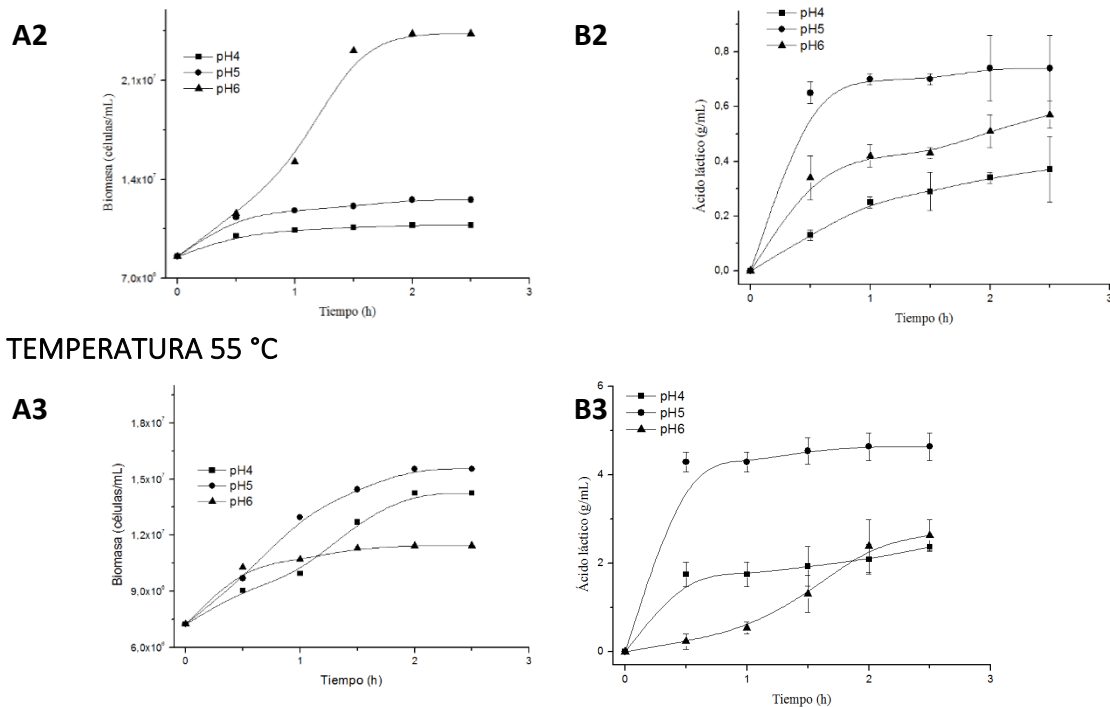 A2
pH4
pH5
pH6
Biomasa (células/mL)
2,1x10⁷
1,4x10⁷
7,0x10⁶
0
1
2
3
Tiempo (h)
B2
pH4
pH5
pH6
Ácido láctico (g/mL)
0,8
0,6
0,4
0,2
0,0
0
1
2
3
Tiempo (h)
TEMPERATURA 55 °C
A3
pH4
pH5
pH6
Biomasa (células/mL)
1,8x10⁷
1,5x10⁷
1,2x10⁷
9,0x10⁶
6,0x10⁶
0
1
2
3
Tiempo (h)
B3
pH4
pH5
pH6
Ácido láctico (g/mL)
6
4
2
0
0
1
2
3
Tiempo (h)